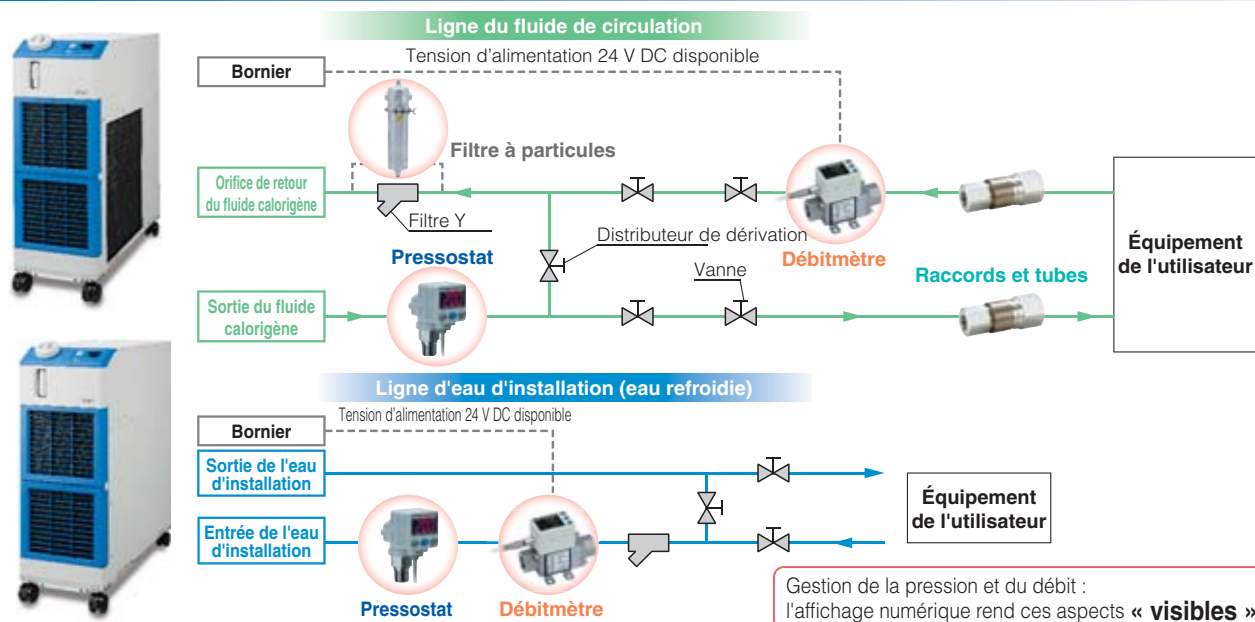 Ligne du fluide de circulation
Tension d'alimentation 24 V DC disponible
Bornier
Filtre à particules
Orifice de retour
du fluide calorigène
Filtre Y
Distributeur de dérivation
Pressostat
Débitmètre
Vanne
Équipement
de l'utilisateur
Raccords et tubes
Sortie du fluide
calorigène
Ligne d'eau d'installation (eau refroidie)
Tension d'alimentation 24 V DC disponible
Bornier
Sortie de l'eau
d'installation
Équipement
de l'utilisateur
Entrée de l'eau
d'installation
Pressostat
Débitmètre
Gestion de la pression et du débit :
l'affichage numérique rend ces aspects « visibles »